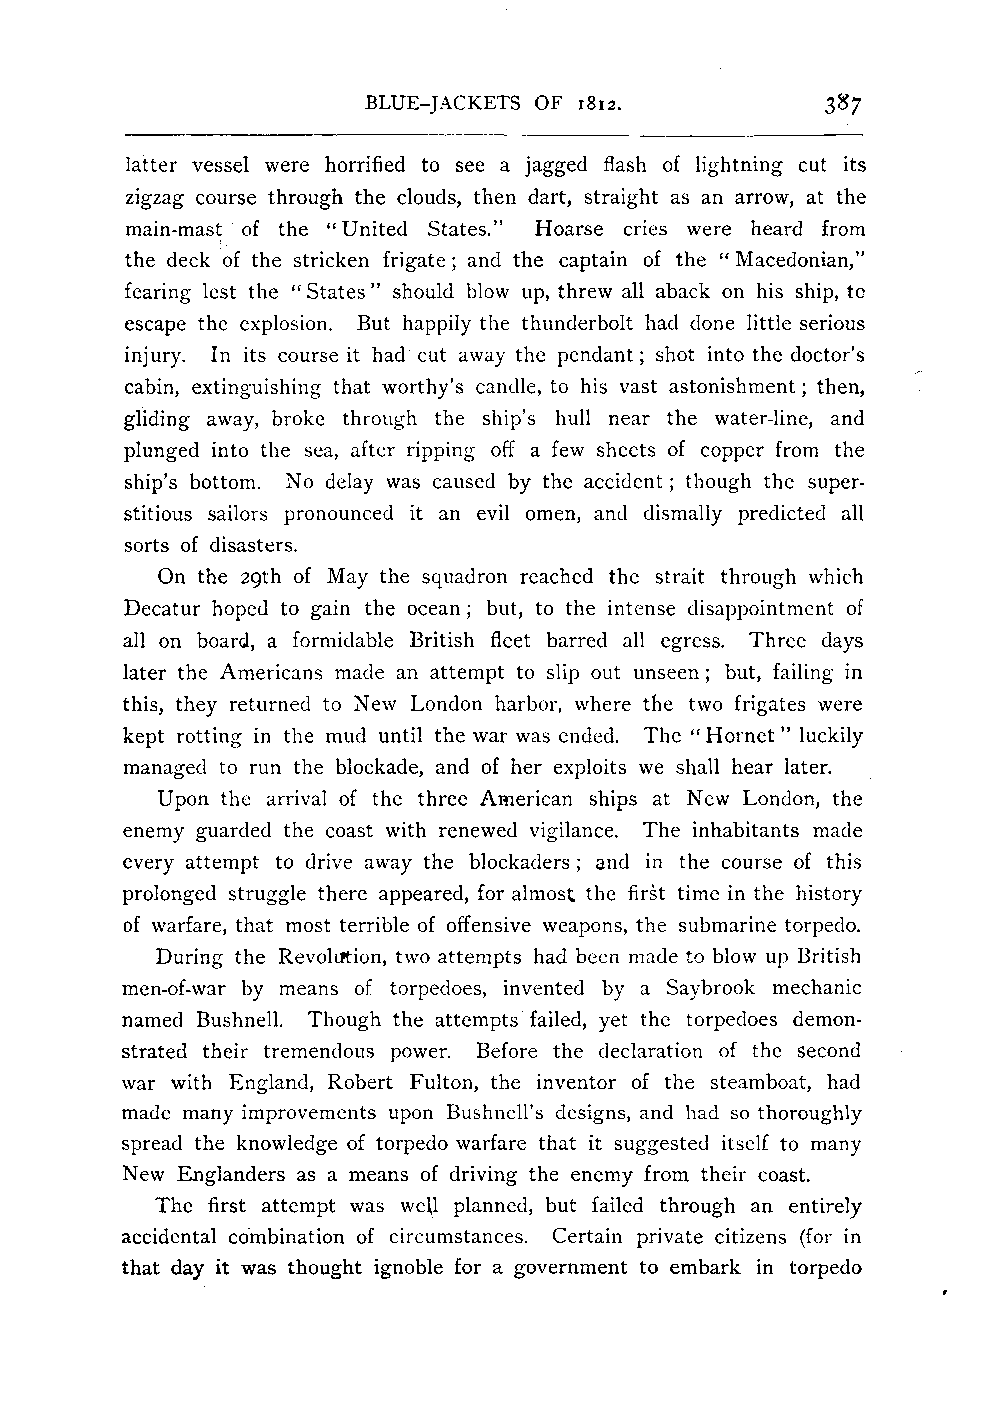 BLUE-JACKETS OF 1812. 387
latter vessel were horrified to see a jagged flash of lightning cut its
zigzag course through the clouds, then dart, straight as an arrow, at the
main-mast of the "United States." Hoarse cries were heard from
the deck of the stricken frigate; and the captain of the "Macedonian,"
fearing lest the "States" should blow up, threw all aback on his ship, to
escape the explosion. But happily the thunderbolt had done little serious
injury. In its course it had cut away the pendant; shot into the doctor's
cabin, extinguishing that worthy's candle, to his vast astonishment; then,
gliding away, broke through the ship's hull near the water-line, and
plunged into the sea, after ripping off a few sheets of copper from the
ship's bottom. No delay was caused by the accident; though the super-
stitious sailors pronounced it an evil omen, and dismally predicted all
sorts of disasters.
On the 29th of May the squadron reached the strait through which
Decatur hoped to gain the ocean; but, to the intense disappointment of
all on board, a formidable British fleet barred all egress. Three days
later the Americans made an attempt to slip out unseen; but, failing in
this, they returned to New London harbor, where the two frigates were
kept rotting in the mud until the war was ended. The "Hornet" luckily
managed to run the blockade, and of her exploits we shall hear later.
Upon the arrival of the three American ships at New London, the
enemy guarded the coast with renewed vigilance. The inhabitants made
every attempt to drive away the blockaders; and in the course of this
prolonged struggle there appeared, for almost the first time in the history
of warfare, that most terrible of offensive weapons, the submarine torpedo.
During the Revolution, two attempts had been made to blow up British
men-of-war by means of torpedoes, invented by a Saybrook mechanic
named Bushnell. Though the attempts failed, yet the torpedoes demon-
strated their tremendous power. Before the declaration of the second
war with England, Robert Fulton, the inventor of the steamboat, had
made many improvements upon Bushnell's designs, and had so thoroughly
spread the knowledge of torpedo warfare that it suggested itself to many
New Englanders as a means of driving the enemy from their coast.
The first attempt was well planned, but failed through an entirely
accidental combination of circumstances. Certain private citizens (for in
that day it was thought ignoble for a government to embark in torpedo